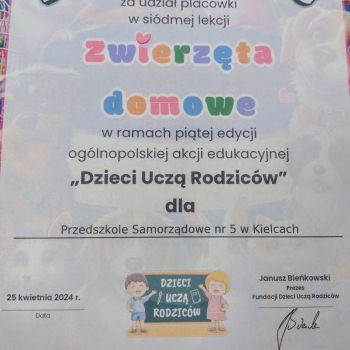 za udział placówki
w siódmej lekcji
Zwierzęta
domowe
w ramach piątej edycji
ogólnopolskiej akcji edukacyjnej
„Dzieci Uczą Rodziców”
dla
Przedszkole Samorządowe nr 5 w Kielcach
25 kwietnia 2024 r.
Data
DZIECI
UCZĄ
RODZICÓW
Janusz Bieńkowski
Prezes
Fundacji Dzieci Uczą Rodziców